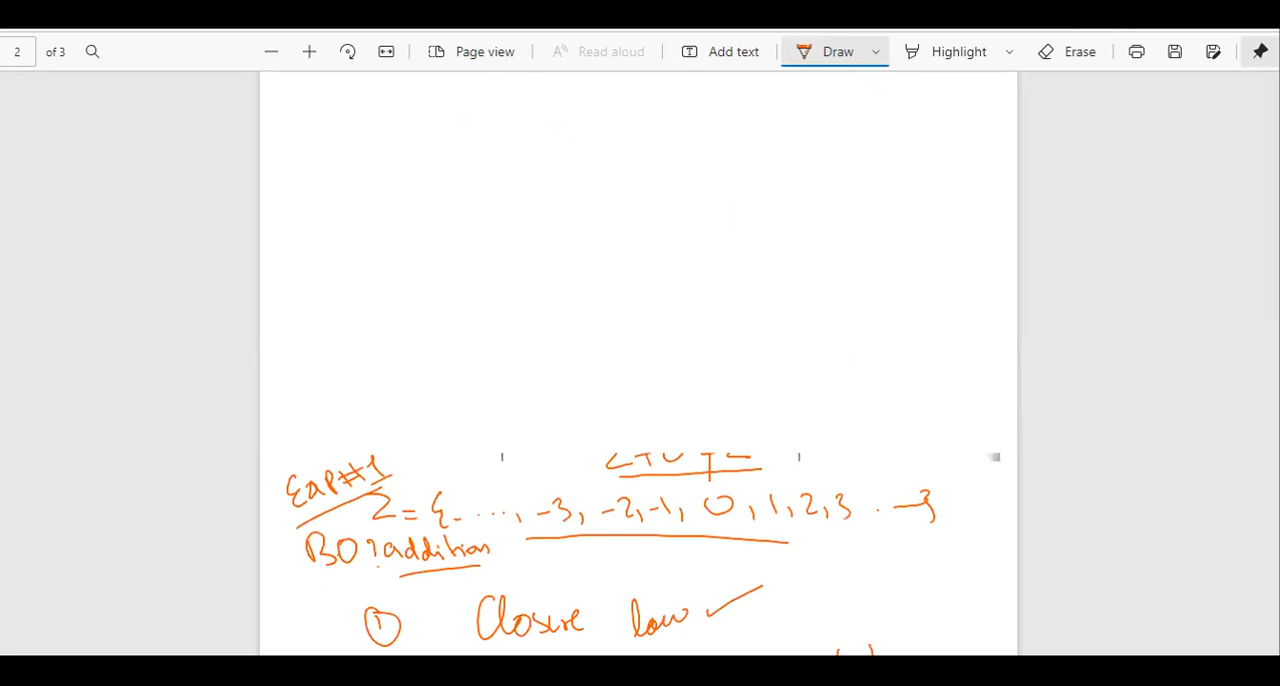 2 of 3 Page view Read aloud Add text Draw Highlight Erase
Exp#1
Z = {. ..., -3, -2, -1, 0, 1, 2, 3 . —}
BO: addition
① Closure law ✓